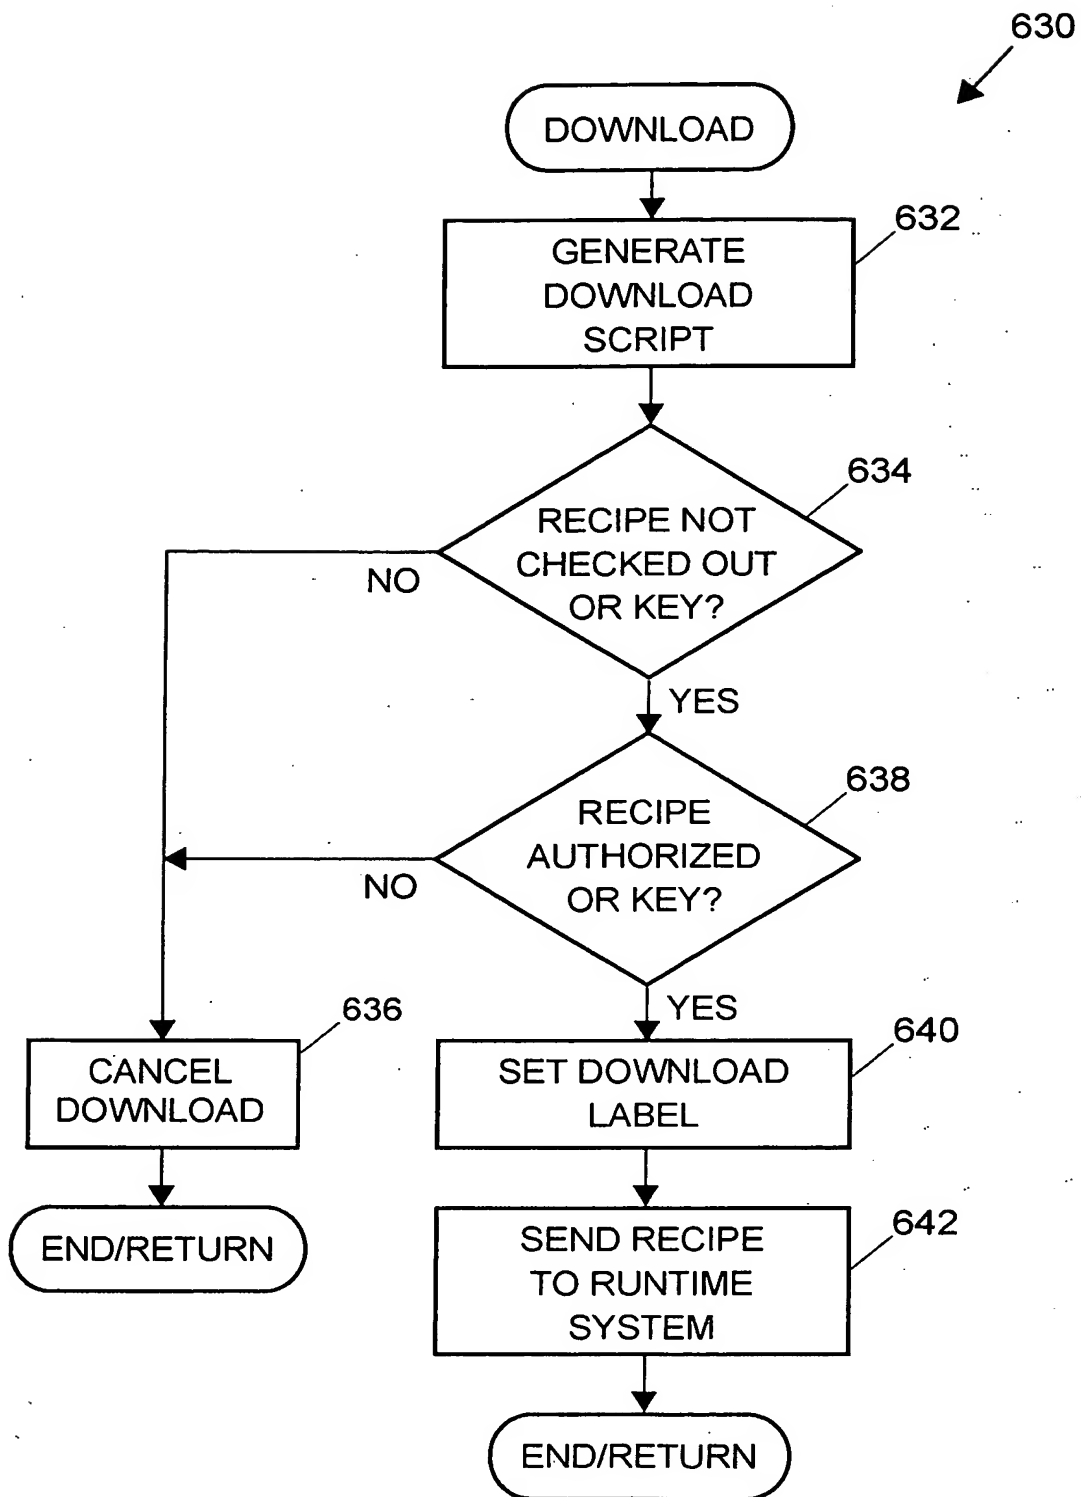 630
DOWNLOAD
632
GENERATE
DOWNLOAD
SCRIPT
634
RECIPE NOT
CHECKED OUT
OR KEY?
NO
YES
638
RECIPE
AUTHORIZED
OR KEY?
NO
YES
636
CANCEL
DOWNLOAD
640
SET DOWNLOAD
LABEL
END/RETURN
642
SEND RECIPE
TO RUNTIME
SYSTEM
END/RETURN